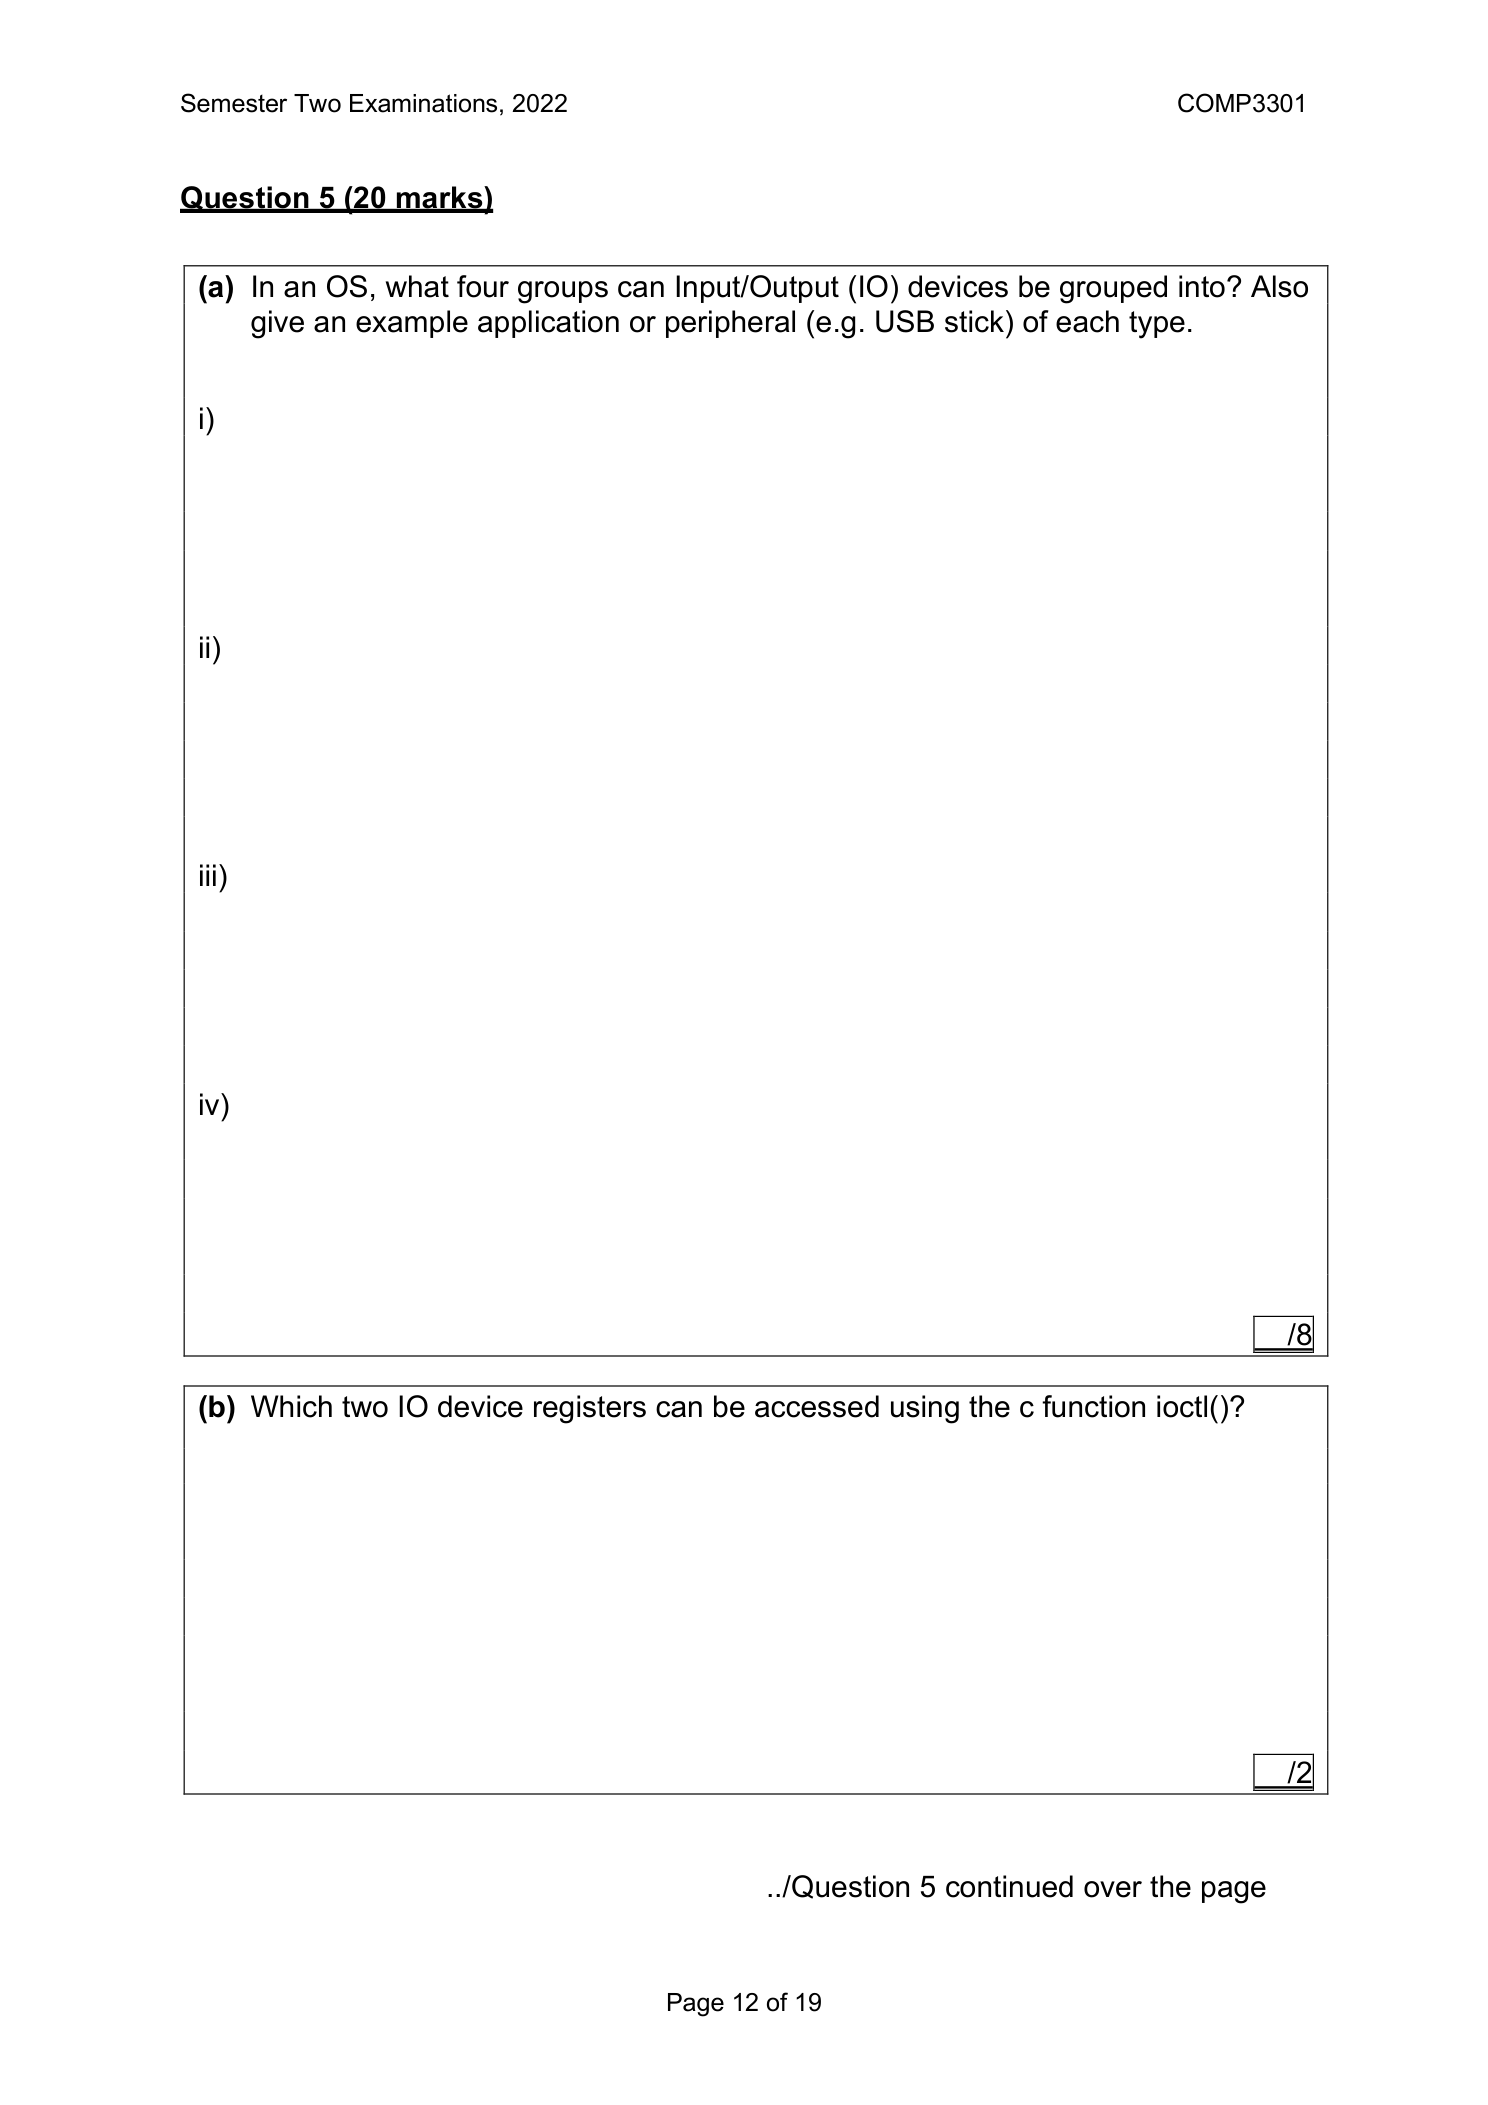 Semester Two Examinations, 2022 COMP3301
Question 5 (20 marks)
(a) In an OS, what four groups can Input/Output (IO) devices be grouped into? Also
give an example application or peripheral (e.g. USB stick) of each type.
i)
ii)
iii)
iv)
/8
(b) Which two IO device registers can be accessed using the c function ioctl()?
/2
../Question 5 continued over the page
Page 12 of 19